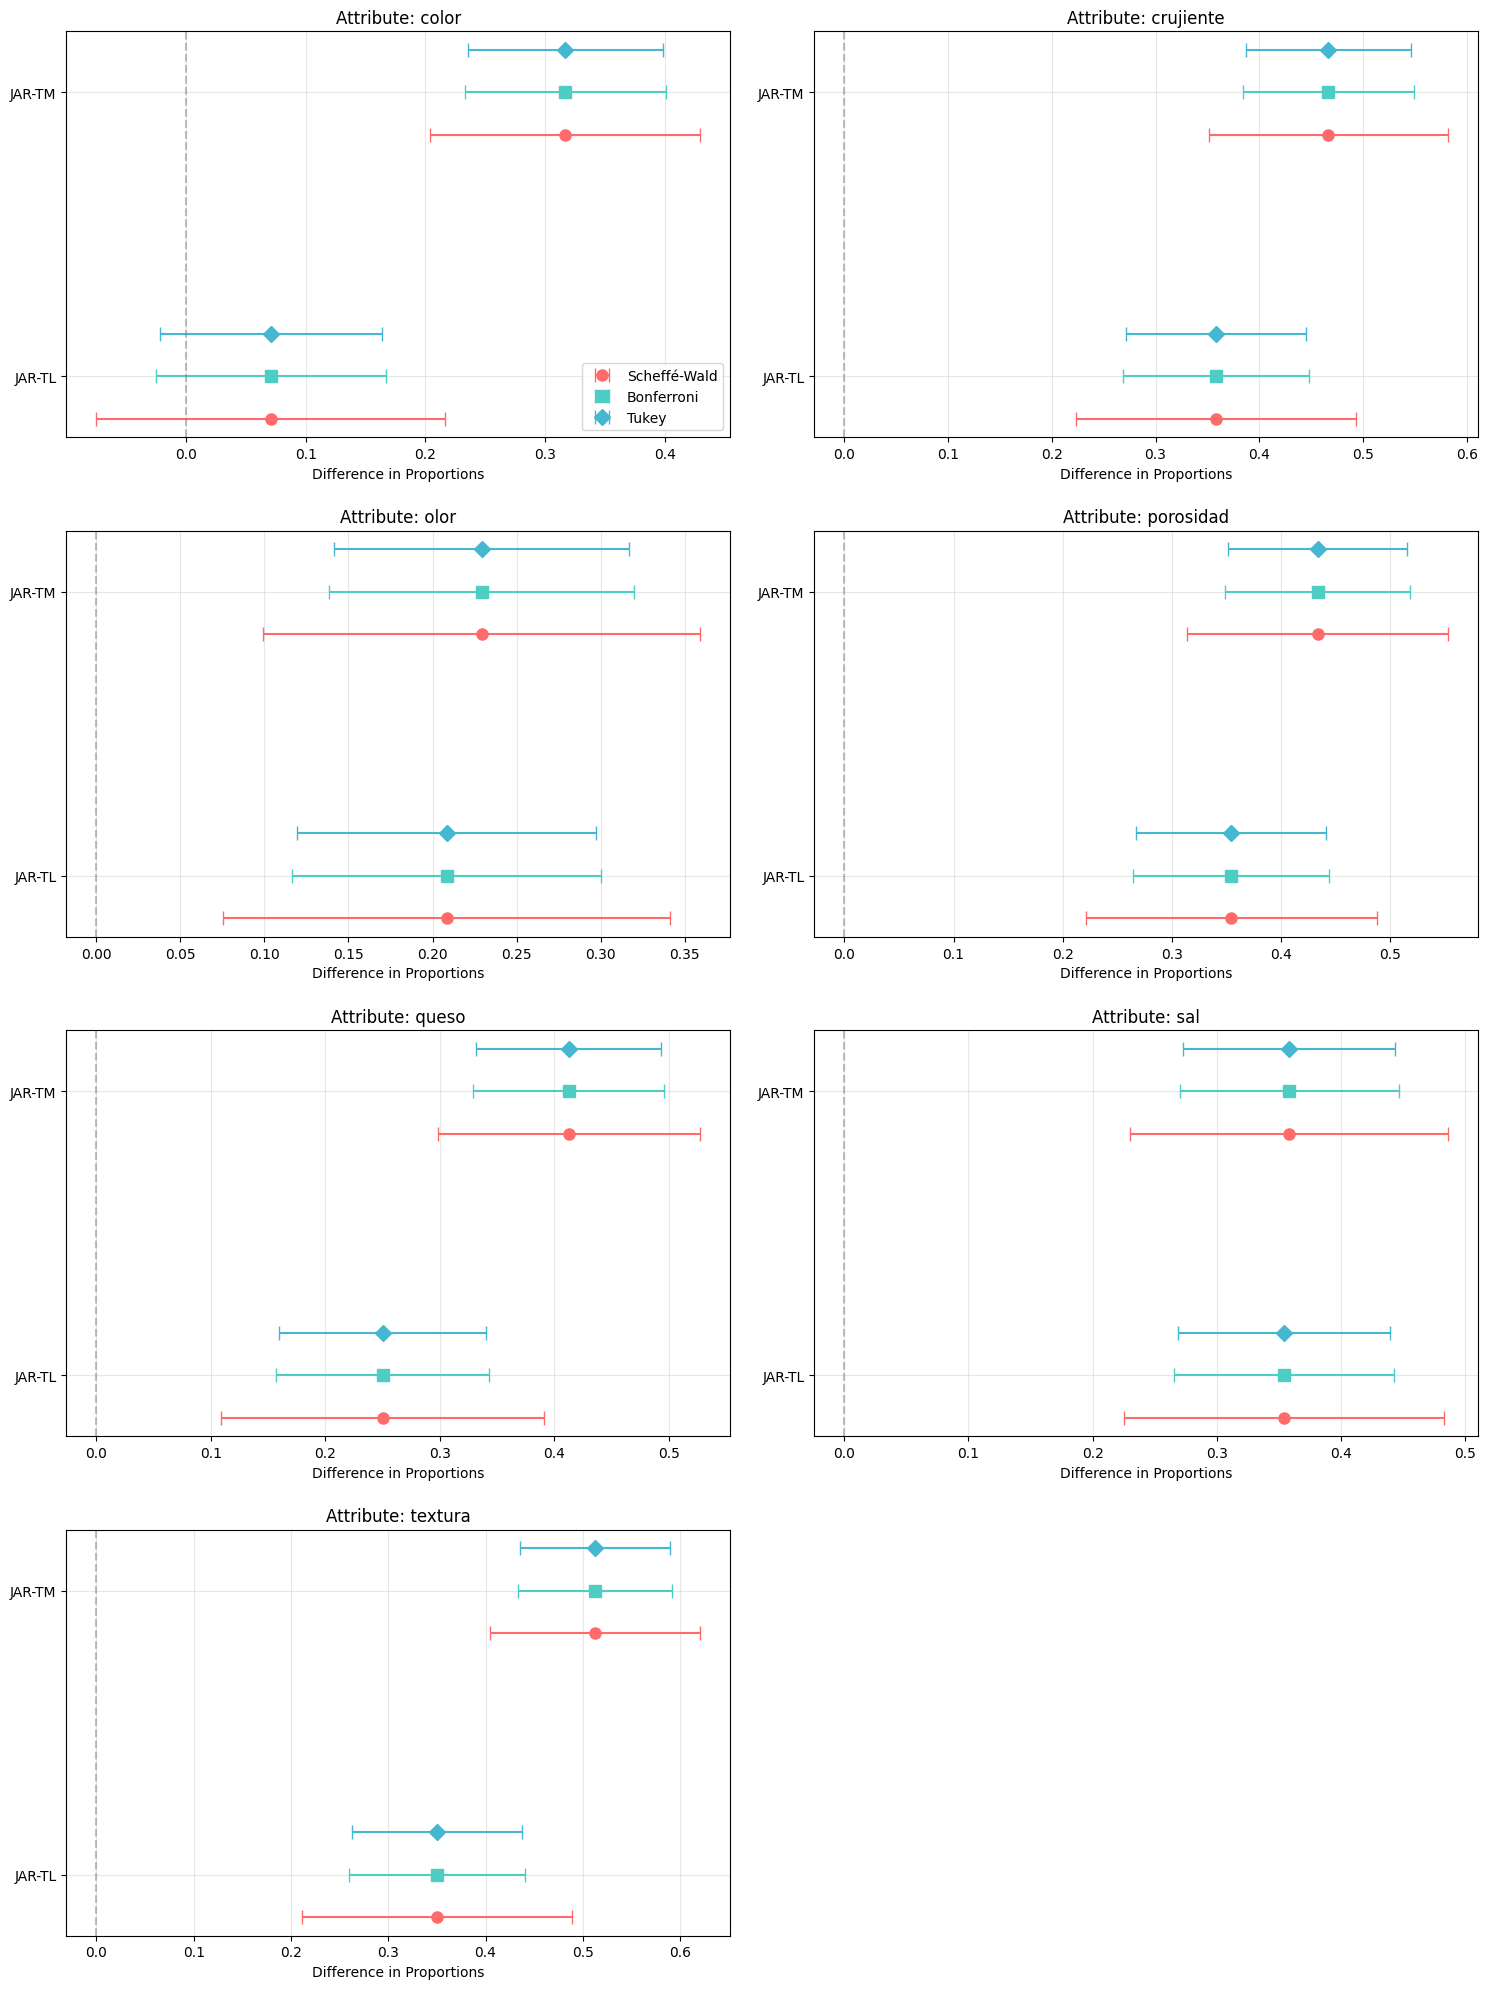 Attribute: color
JAR-TM
JAR-TL
Scheffé-Wald
Bonferroni
Tukey
0.0 0.1 0.2 0.3 0.4
Difference in Proportions
Attribute: crujiente
JAR-TM
JAR-TL
0.0 0.1 0.2 0.3 0.4 0.5 0.6
Difference in Proportions
Attribute: olor
JAR-TM
JAR-TL
0.00 0.05 0.10 0.15 0.20 0.25 0.30 0.35
Difference in Proportions
Attribute: porosidad
JAR-TM
JAR-TL
0.0 0.1 0.2 0.3 0.4 0.5
Difference in Proportions
Attribute: queso
JAR-TM
JAR-TL
0.0 0.1 0.2 0.3 0.4 0.5
Difference in Proportions
Attribute: sal
JAR-TM
JAR-TL
0.0 0.1 0.2 0.3 0.4 0.5
Difference in Proportions
Attribute: textura
JAR-TM
JAR-TL
0.0 0.1 0.2 0.3 0.4 0.5 0.6
Difference in Proportions